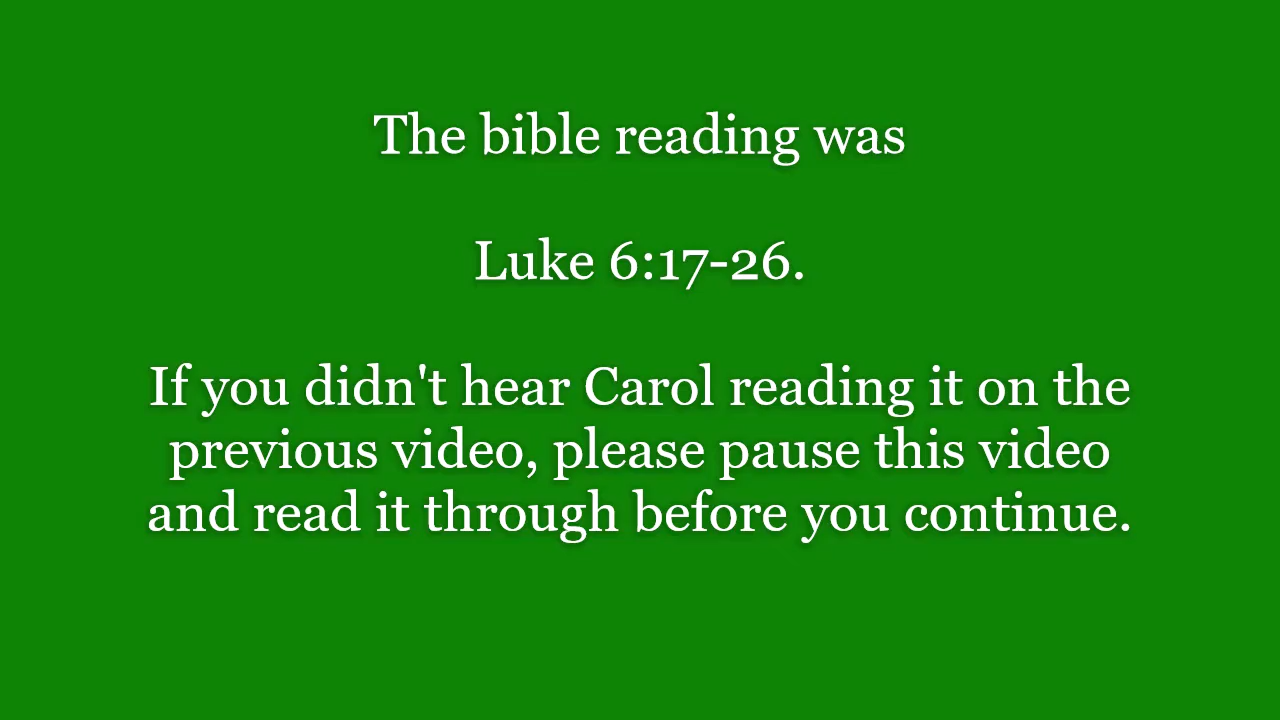 The bible reading was
Luke 6:17-26.
If you didn't hear Carol reading it on the
previous video, please pause this video
and read it through before you continue.